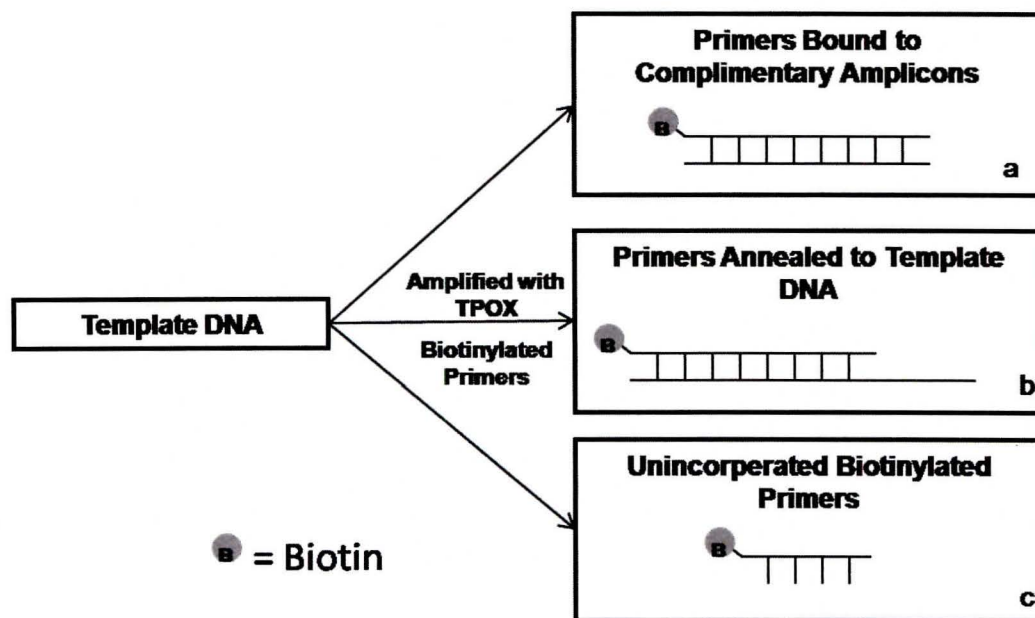 Primers Bound to
Complimentary Amplicons
B
a
Template DNA
Amplified with
TPOX
Biotinylated
Primers
Primers Annealed to Template
DNA
B
b
Unincorperated Biotinylated
Primers
B
c
B = Biotin